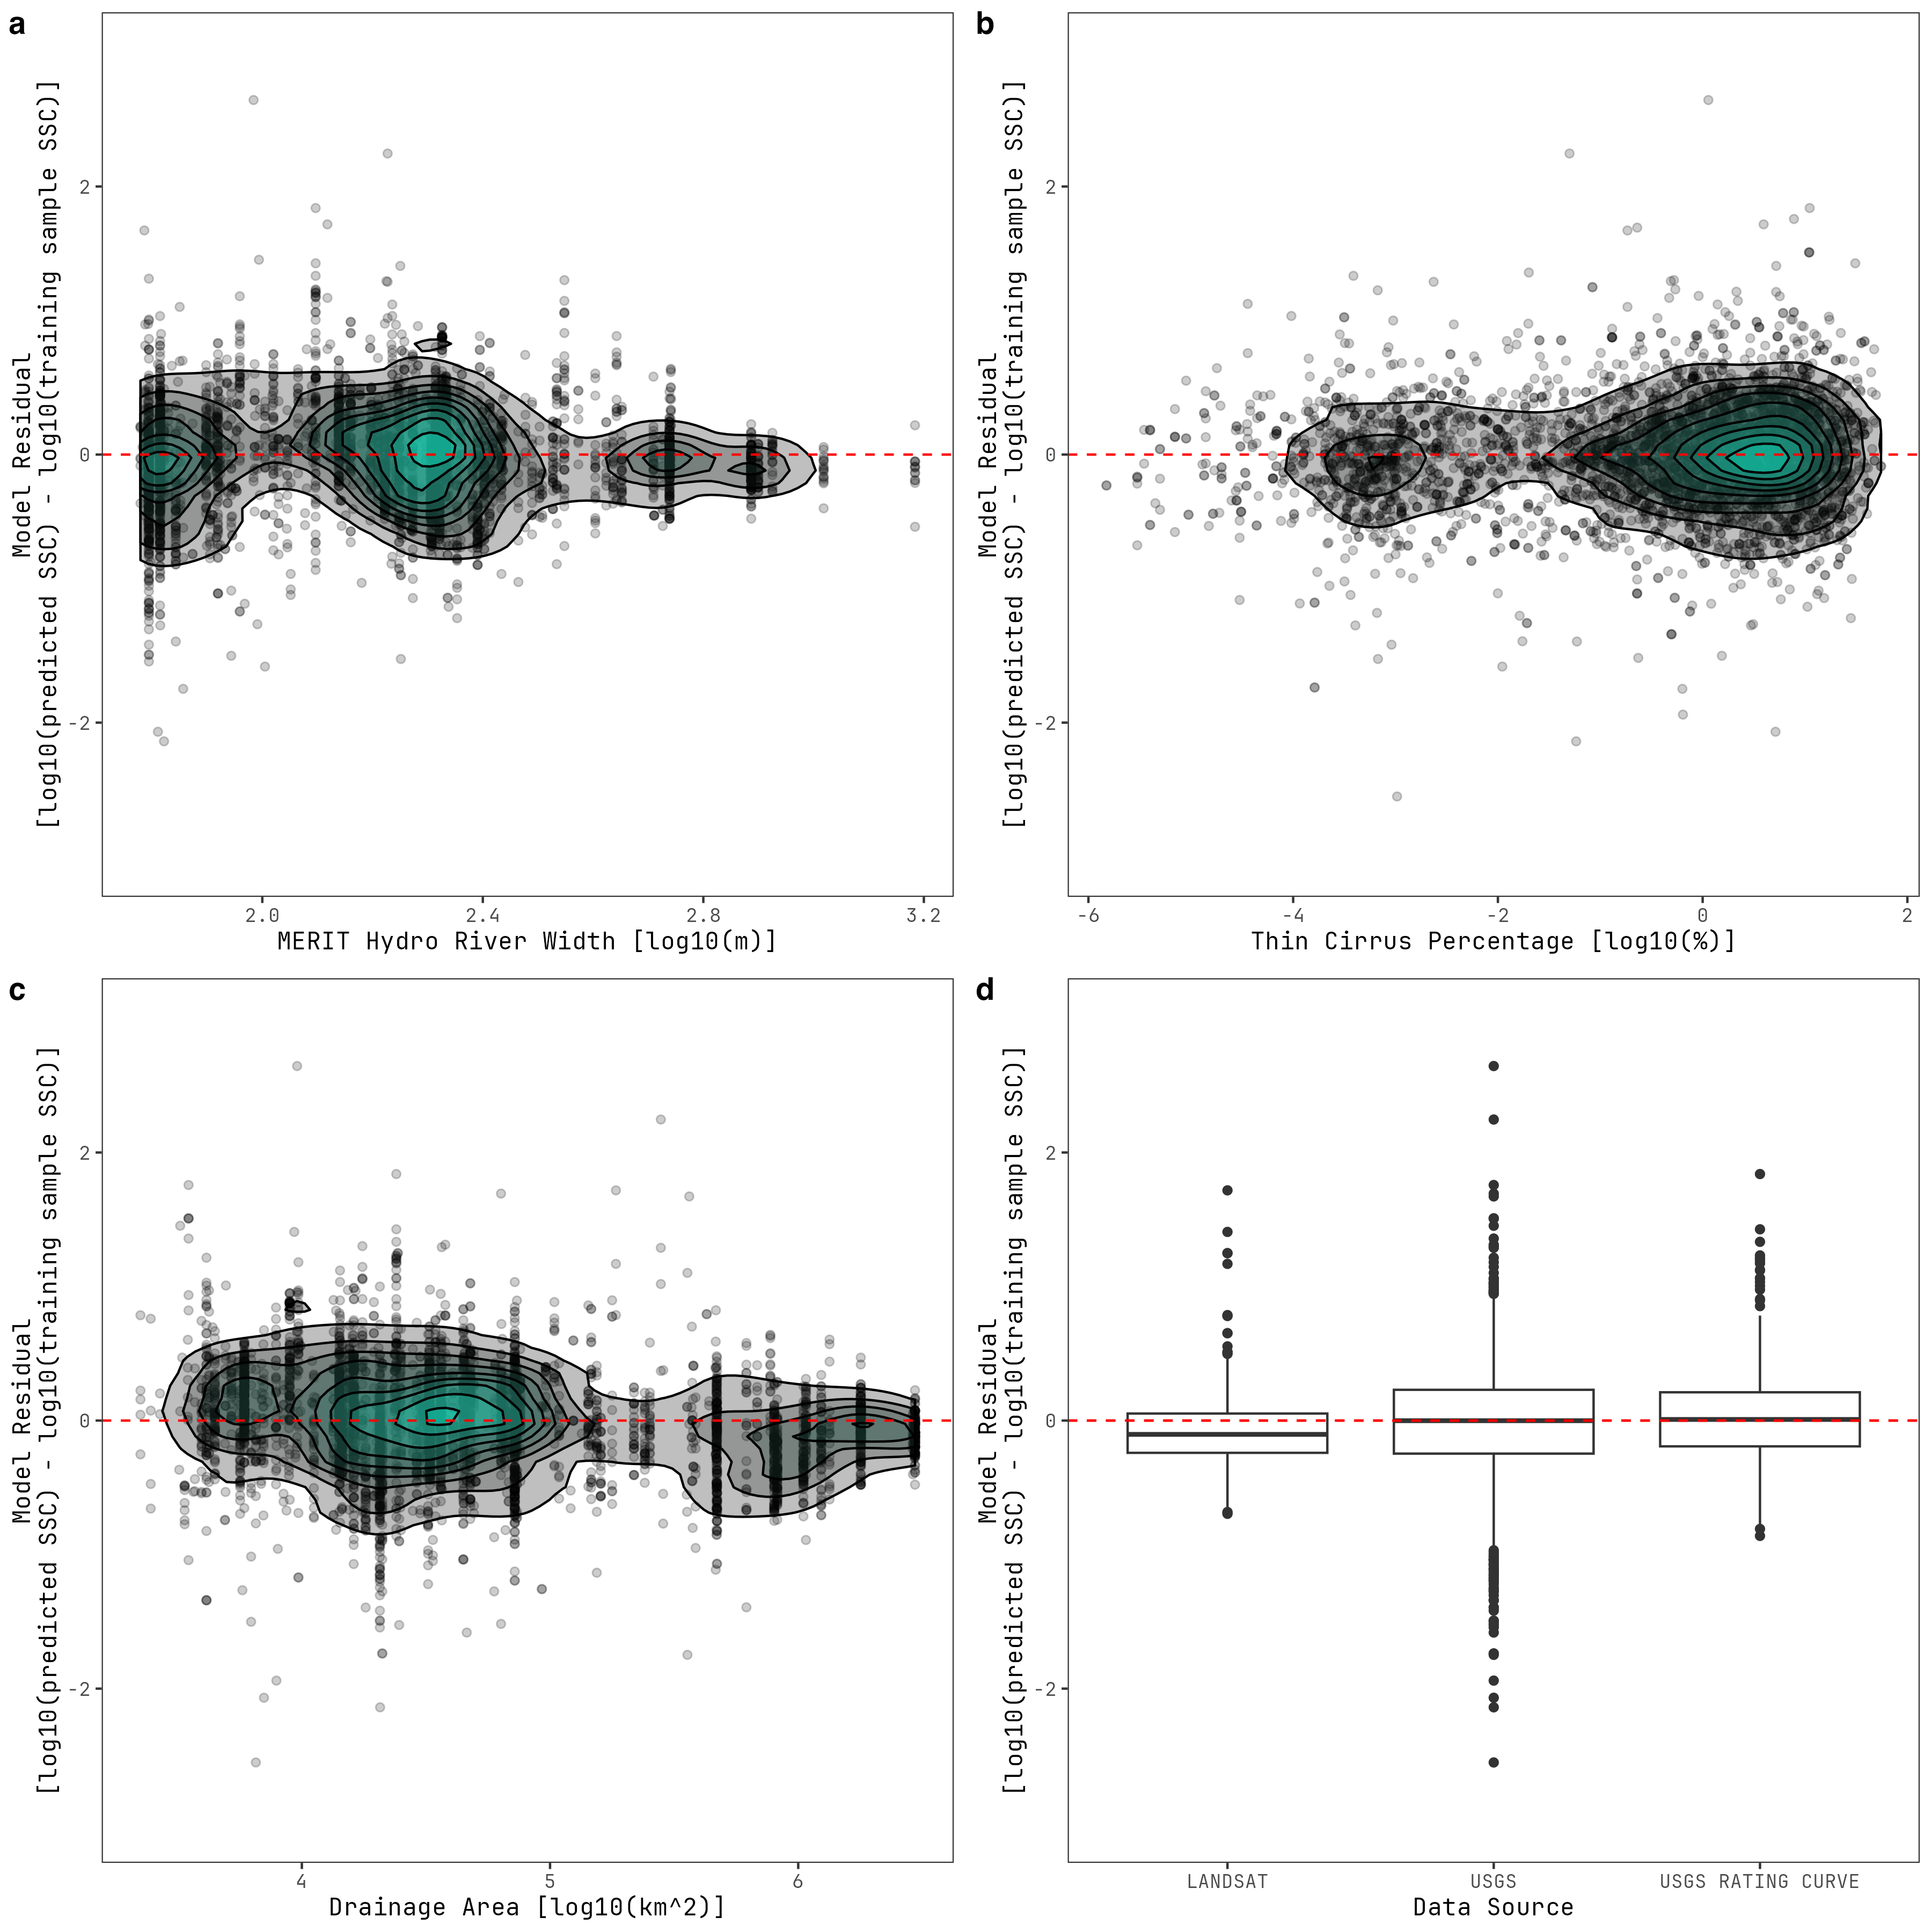 a
Model Residual
[log10(predicted SSC) - log10(training sample SSC)]
2
0
-2
2.0 2.4 2.8 3.2
MERIT Hydro River Width [log10(m)]
b
Model Residual
[log10(predicted SSC) - log10(training sample SSC)]
2
0
-2
-6 -4 -2 0 2
Thin Cirrus Percentage [log10(%)]
c
Model Residual
[log10(predicted SSC) - log10(training sample SSC)]
2
0
-2
4 5 6
Drainage Area [log10(km^2)]
d
Model Residual
[log10(predicted SSC) - log10(training sample SSC)]
2
0
-2
LANDSAT USGS USGS RATING CURVE
Data Source